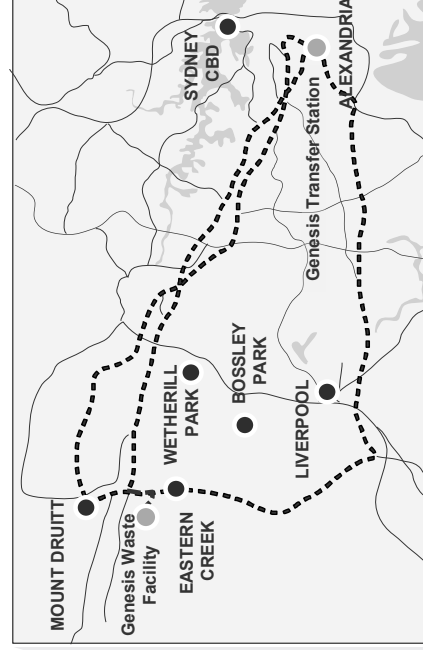 MOUNT DRUITT
Genesis Waste
Facility
EASTERN
CREEK
WETHERILL
PARK
BOSSLEY
PARK
LIVERPOOL
SYDNEY
CBD
Genesis Transfer Station
ALEXANDRIA